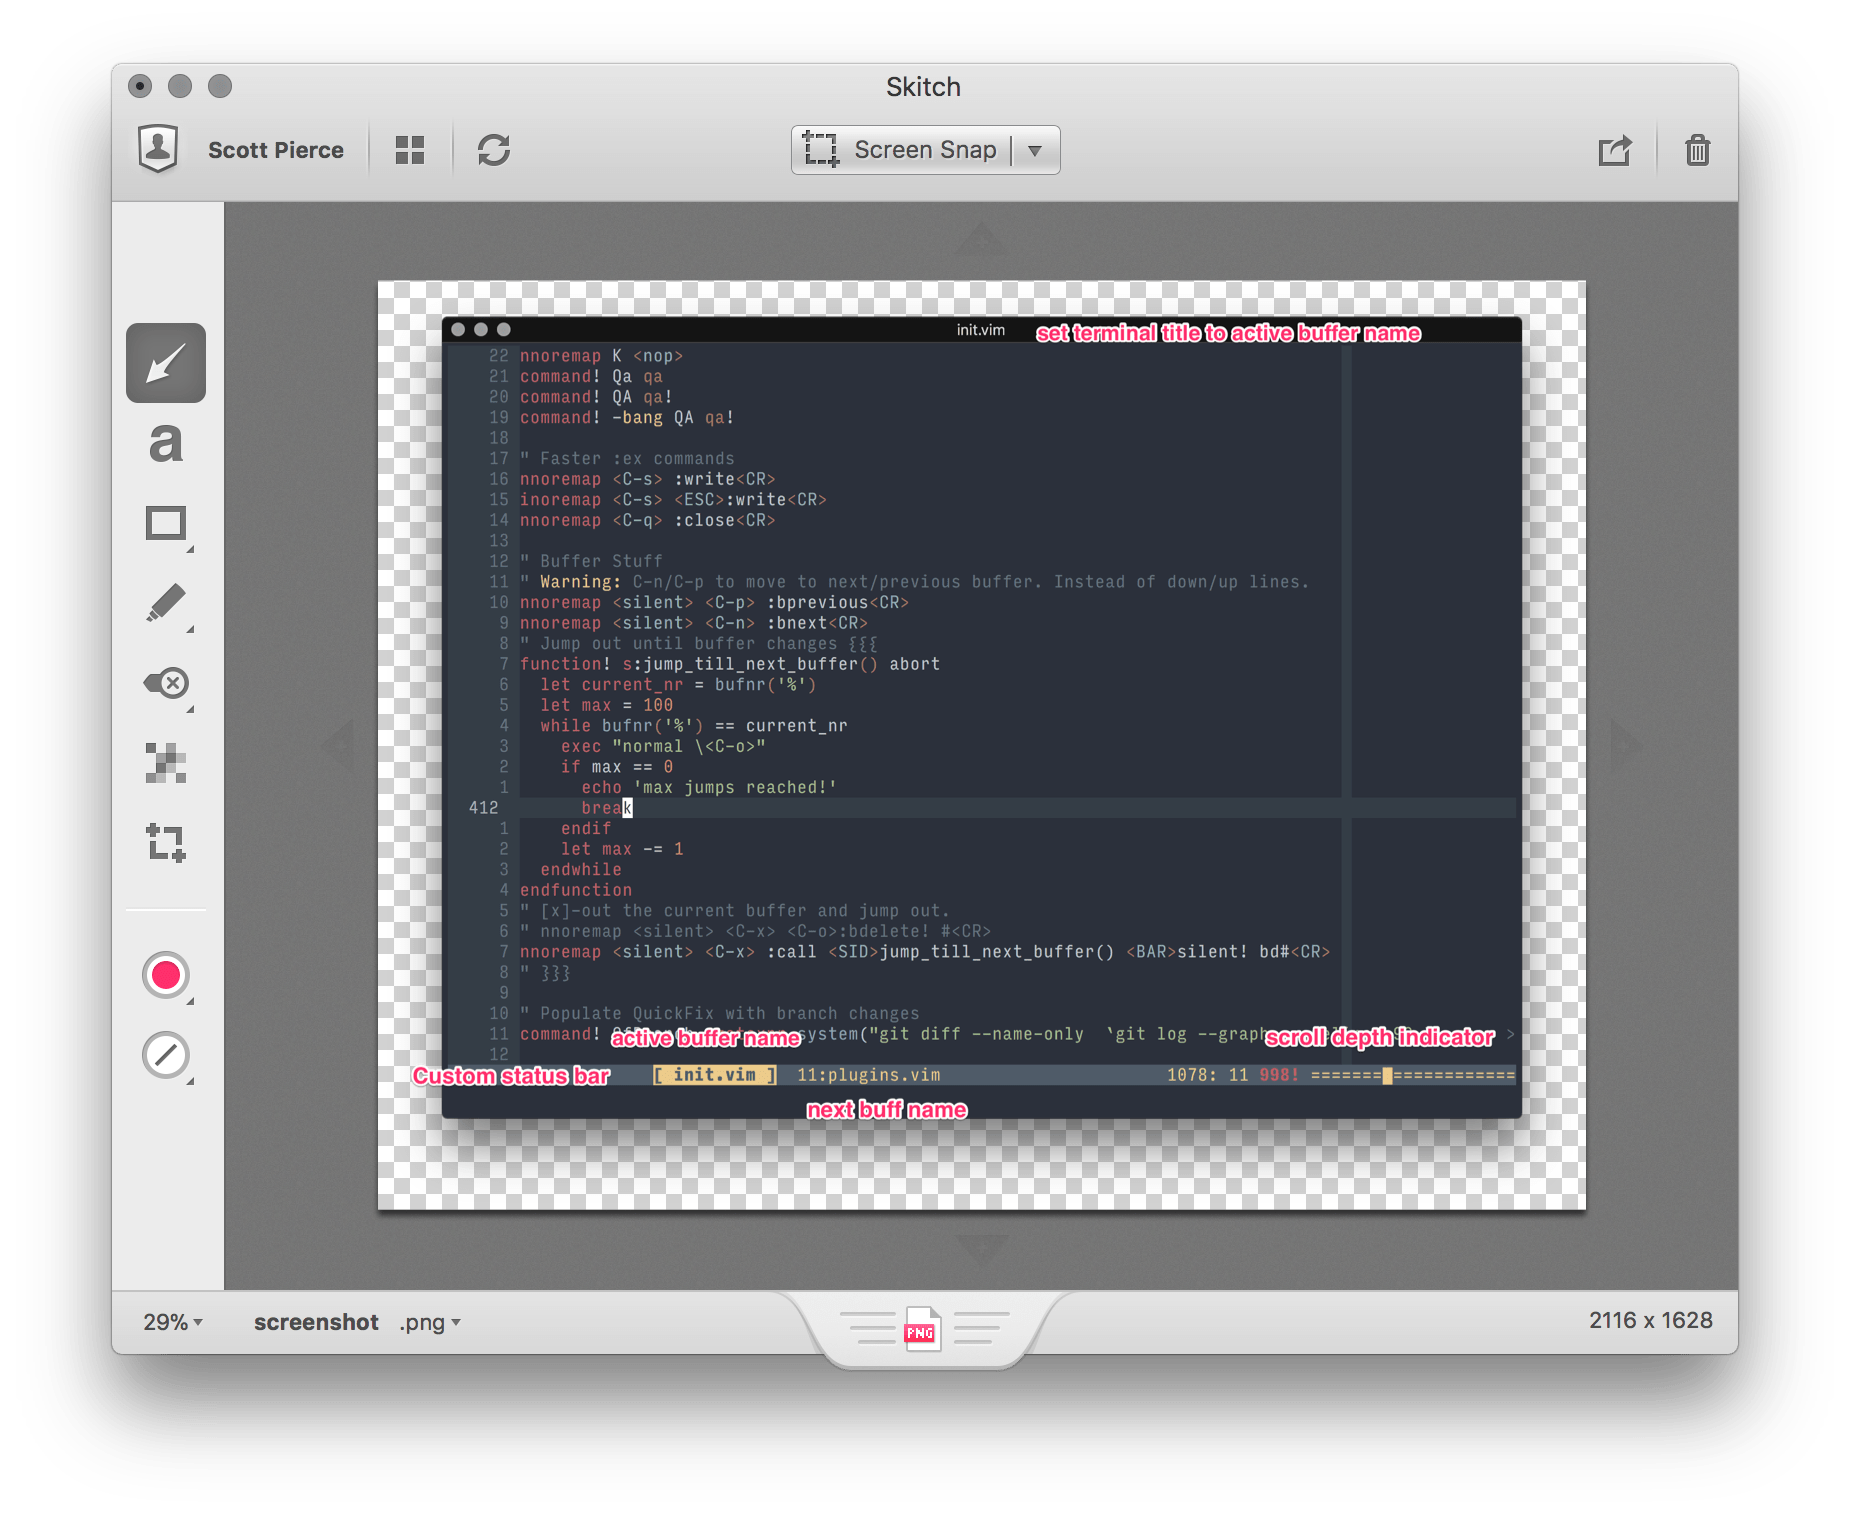 Skitch
Scott Pierce
Screen Snap
a
init.vim
set terminal title to active buffer name
22 nnoremap K <nop>
21 command! Qa qa
20 command! QA qa!
19 command! -bang QA qa!
18
17 " Faster :ex commands
16 nnoremap <C-s> :write<CR>
15 inoremap <C-s> <ESC>:write<CR>
14 nnoremap <C-q> :close<CR>
13
12 " Buffer Stuff
11 " Warning: C-n/C-p to move to next/previous buffer. Instead of down/up lines.
10 nnoremap <silent> <C-p> :bprevious<CR>
9 nnoremap <silent> <C-n> :bnext<CR>
8 " Jump out until buffer changes {{{
7 function! s:jump_till_next_buffer() abort
6 let current_nr = bufnr('%')
5 let max = 100
4 while bufnr('%') == current_nr
3 exec "normal \<C-o>"
2 if max == 0
1 echo 'max jumps reached!'
412 break
1 endif
2 let max -= 1
3 endwhile
4 endfunction
5 " [x]-out the current buffer and jump out.
6 " nnoremap <silent> <C-x> <C-o>:bdelete! #<CR>
7 nnoremap <silent> <C-x> :call <SID>jump_till_next_buffer() <BAR>silent! bd#<CR>
8 " }}}
9
10 " Populate QuickFix with branch changes
11 command! system("git diff --name-only `git log --graph >
active buffer name
scroll depth indicator
12
Custom status bar
[ init.vim ] 11:plugins.vim 1078: 11 998! ====================
next buff name
29% screenshot .png
PNG
2116 x 1628